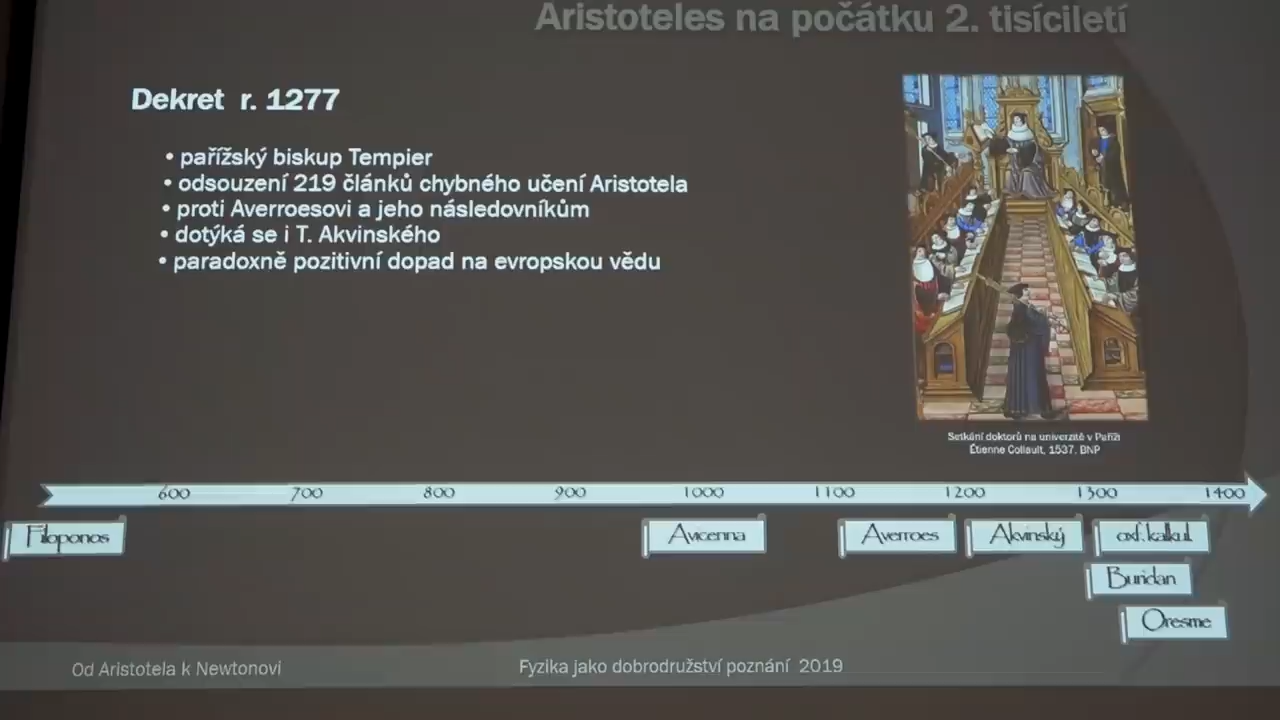 Aristoteles na počátku 2. tisíciletí
Dekret r. 1277
• pařížský biskup Tempier
• odsouzení 219 článků chybného učení Aristotela
• proti Averroesovi a jeho následovníkům
• dotýká se i T. Akvinského
• paradoxně pozitivní dopad na evropskou vědu
Setkání doktorů na univerzitě v Paříži
Étienne Collault, 1537, BNP
600 700 800 900 1000 1100 1200 1300 1400
Filoponos Avicenna Averroes Akvinský oxf. kalkul.
Buridan
Oresme
Od Aristotela k Newtonovi
Fyzika jako dobrodružství poznání 2019